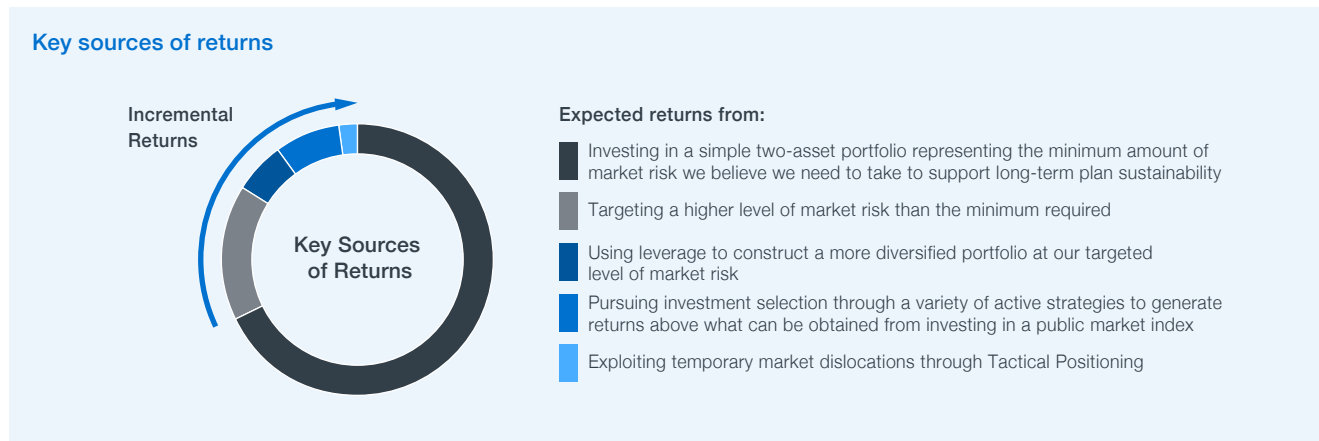 Key sources of returns
Incremental
Returns
Key Sources
of Returns
Expected returns from:
Investing in a simple two-asset portfolio representing the minimum amount of
market risk we believe we need to take to support long-term plan sustainability
Targeting a higher level of market risk than the minimum required
Using leverage to construct a more diversified portfolio at our targeted
level of market risk
Pursuing investment selection through a variety of active strategies to generate
returns above what can be obtained from investing in a public market index
Exploiting temporary market dislocations through Tactical Positioning